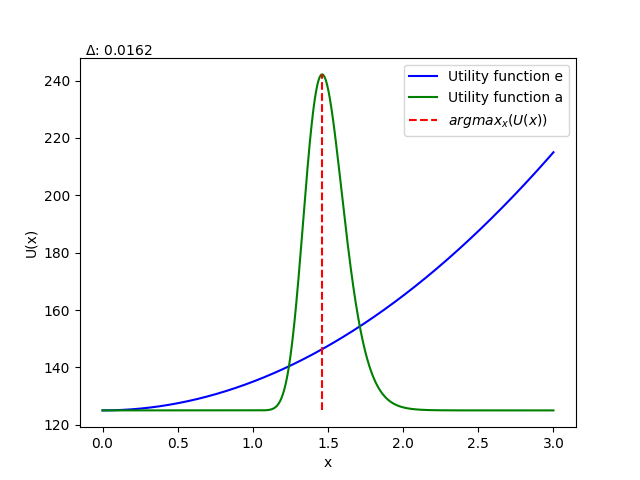 Δ: 0.0162
240
220
200
180
160
140
120
U(x)
0.0 0.5 1.0 1.5 2.0 2.5 3.0
x
Utility function e
Utility function a
argmaxₓ(U(x))